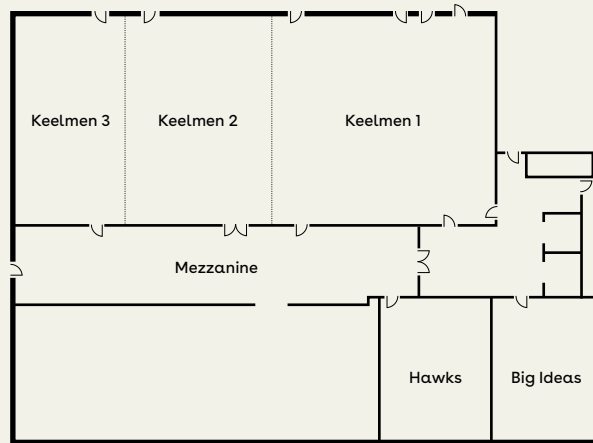 Keelmen 3
Keelmen 2
Keelmen 1
Mezzanine
Hawks
Big Ideas